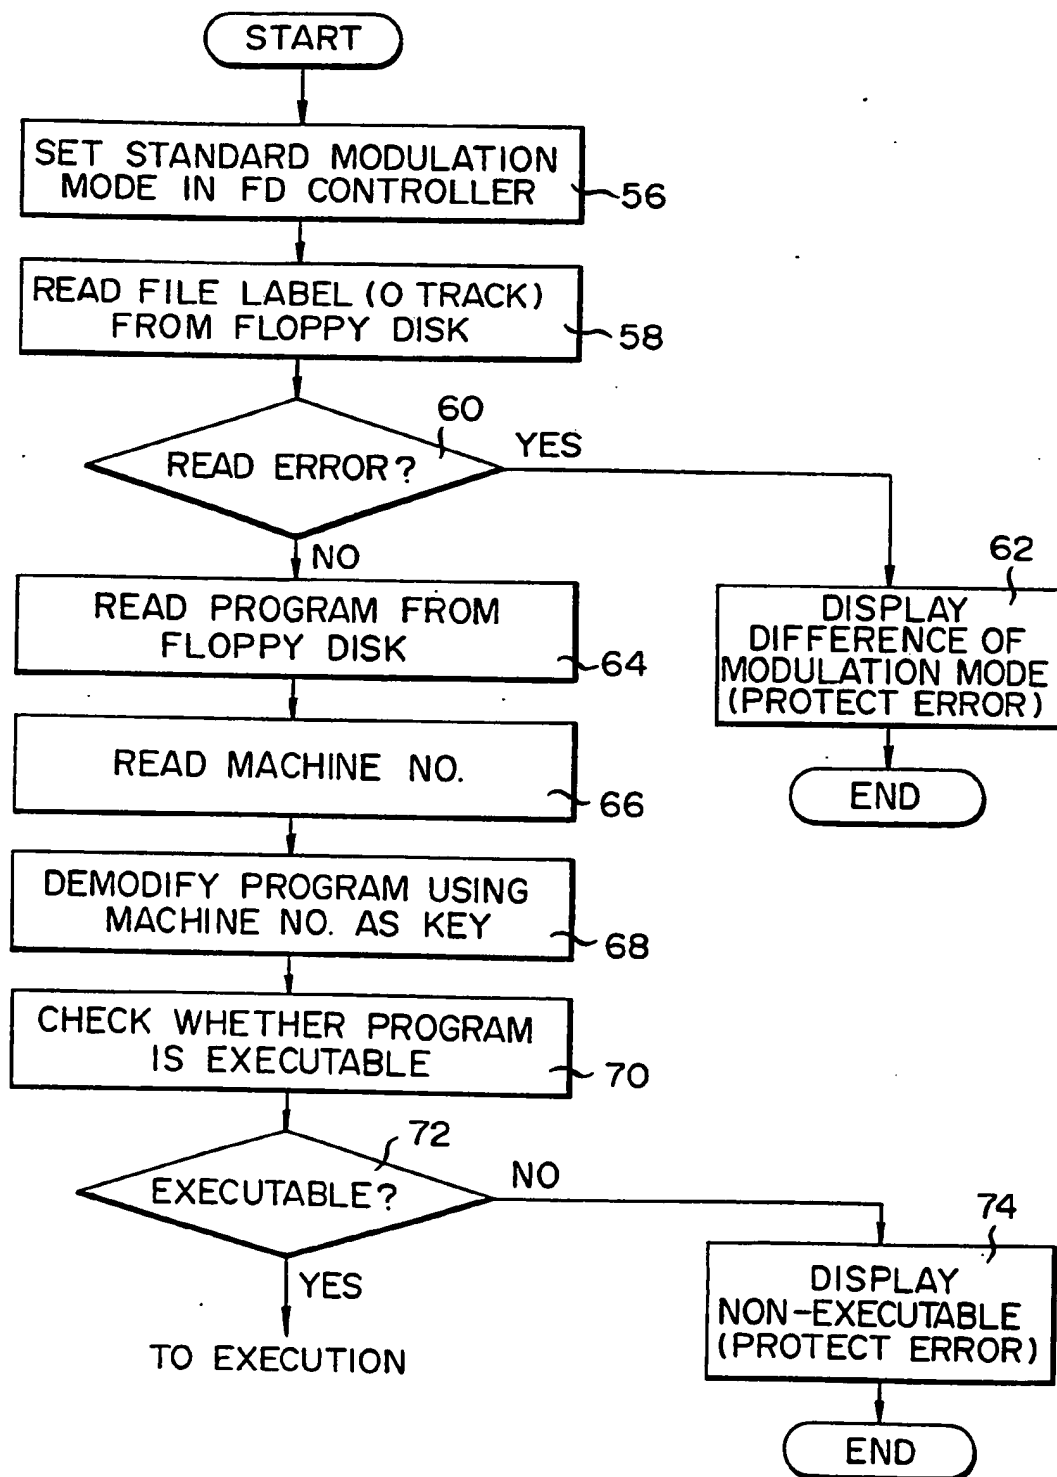 START
SET STANDARD MODULATION
MODE IN FD CONTROLLER
56
READ FILE LABEL (0 TRACK)
FROM FLOPPY DISK
58
60
READ ERROR?
YES
NO
62
DISPLAY
DIFFERENCE OF
MODULATION MODE
(PROTECT ERROR)
END
READ PROGRAM FROM
FLOPPY DISK
64
READ MACHINE NO.
66
DEMODIFY PROGRAM USING
MACHINE NO. AS KEY
68
CHECK WHETHER PROGRAM
IS EXECUTABLE
70
72
EXECUTABLE?
NO
YES
TO EXECUTION
74
DISPLAY
NON-EXECUTABLE
(PROTECT ERROR)
END